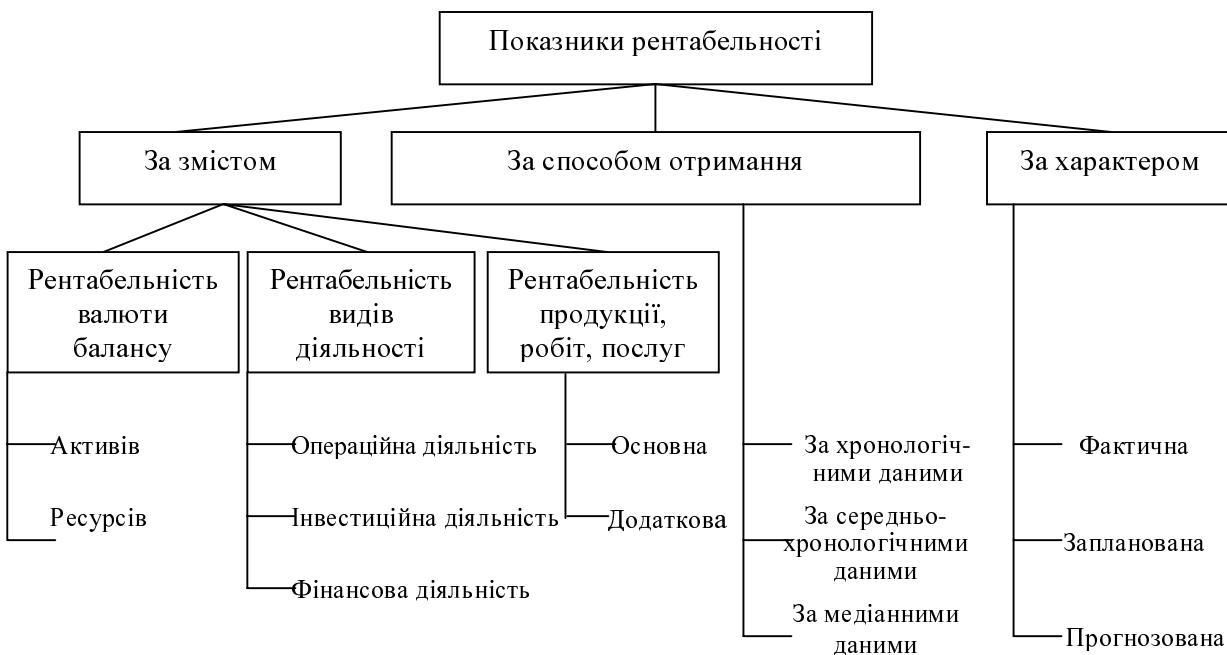 Показники рентабельності
За змістом
За способом отримання
За характером
Рентабельність
валюти
балансу
Рентабельність
видів
діяльності
Рентабельність
продукції,
робіт, послуг
Активів
Ресурсів
Операційна діяльність
Інвестиційна діяльність
Фінансова діяльність
Основна
Додаткова
За хронологіч-
ними даними
За середньо-
хронологічними
даними
За медіанними
даними
Фактична
Запланована
Прогнозована